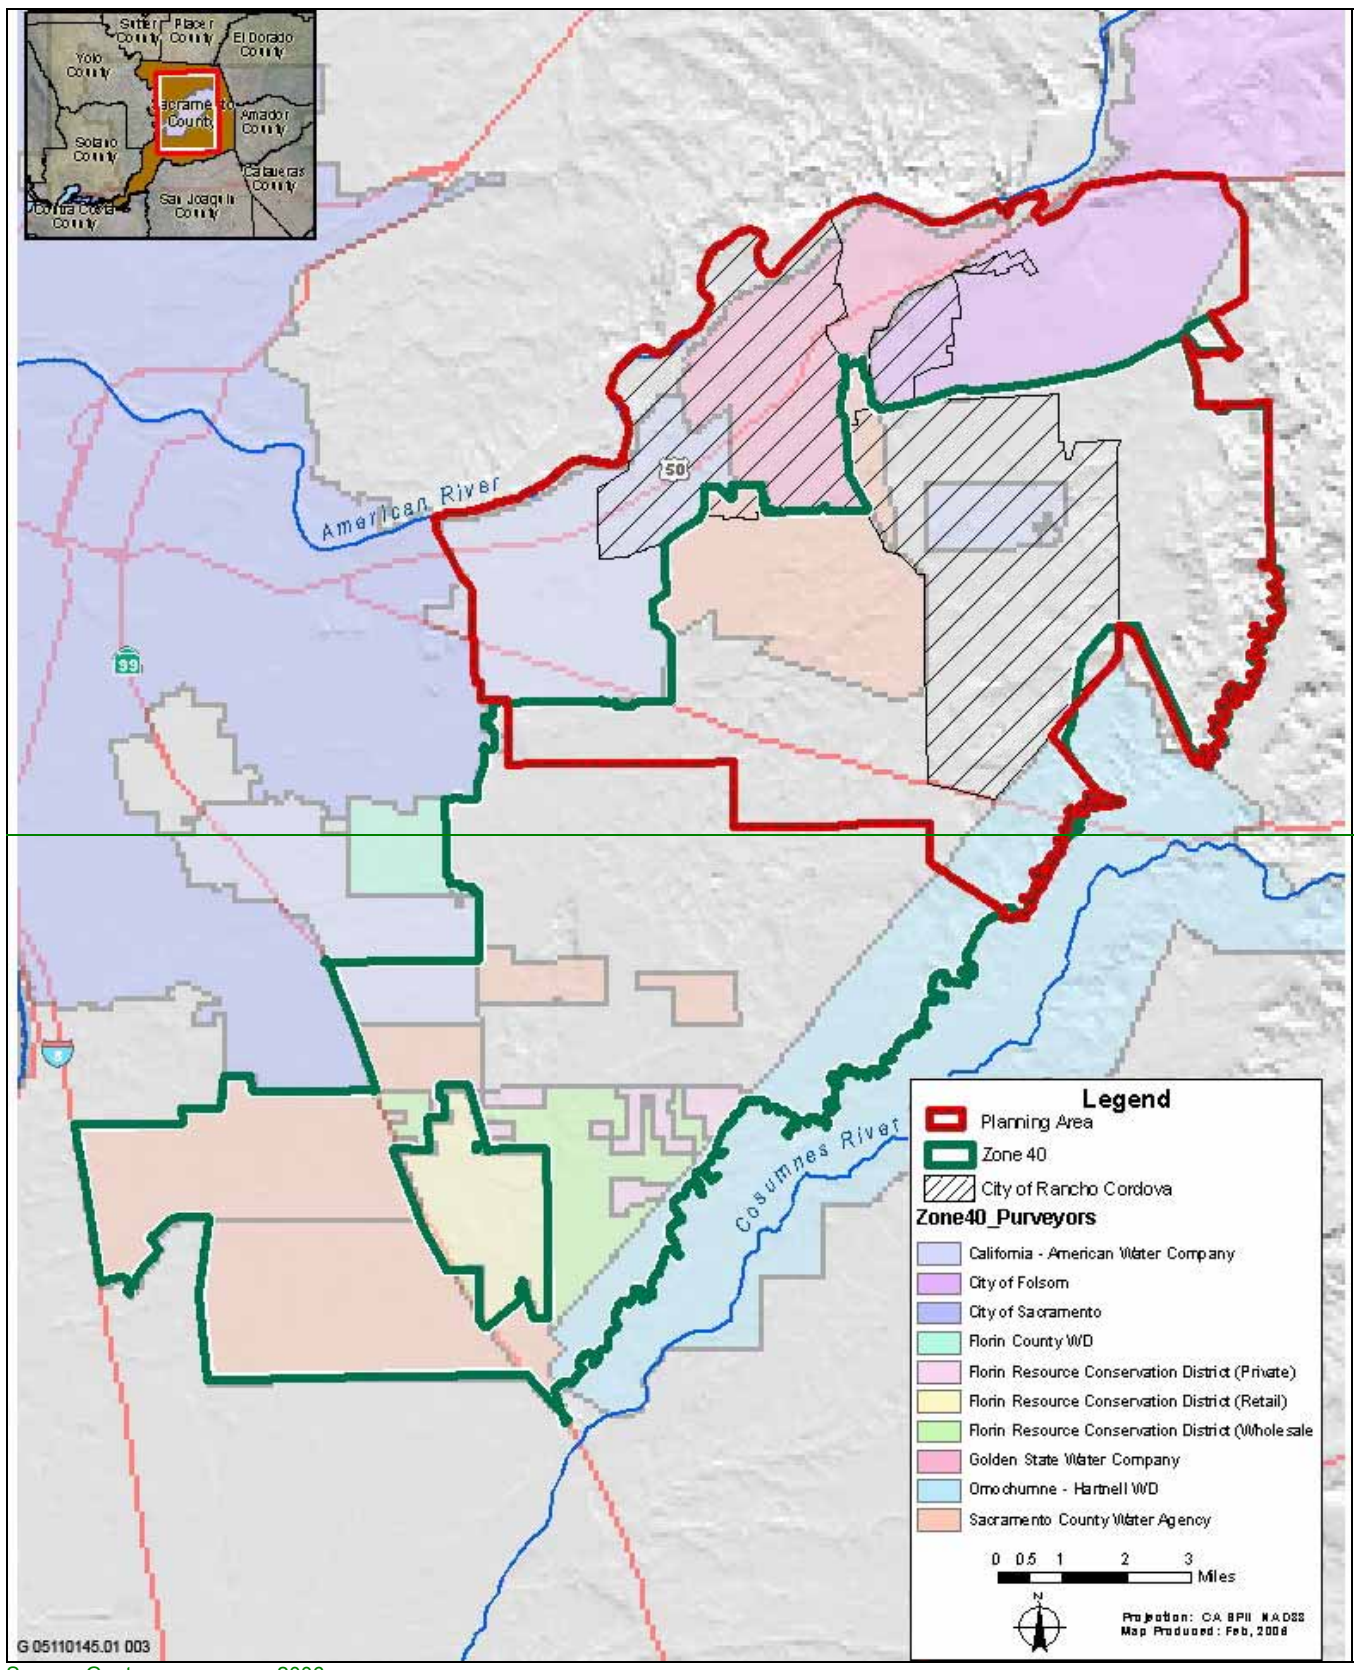 Sutter
County
Placer
County
El Dorado
County
Yolo
County
Sacramento
County
Amador
County
Solano
County
Calaveras
County
San Joaquin
County
Contra Costa
County
50
American River
99
5
Cosumnes River
Legend
Planning Area
Zone 40
City of Rancho Cordova
Zone40_Purveyors
California - American Water Company
City of Folsom
City of Sacramento
Florin County WD
Florin Resource Conservation District (Private)
Florin Resource Conservation District (Retail)
Florin Resource Conservation District (Wholesale
Golden State Water Company
Omochumne - Hartnell WD
Sacramento County Water Agency
0 0.5 1 2 3
Miles
N
Projection: CA SPII NAD83
Map Produced: Feb, 2006
G 05110145.01 003